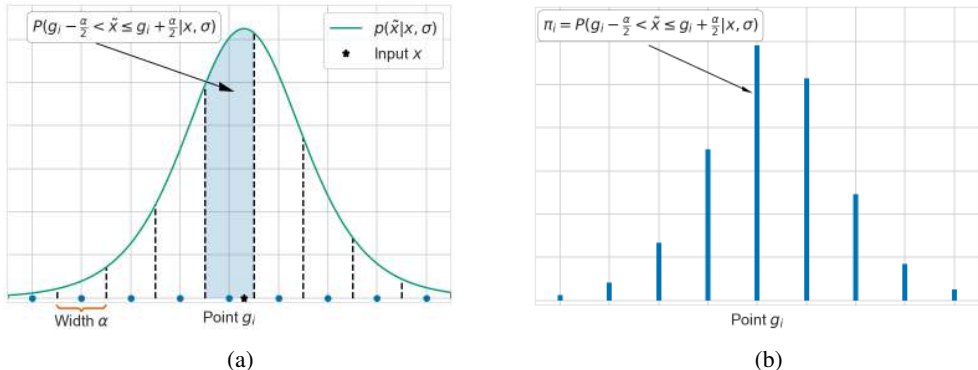 P(g_i − α/2 < x̃ ≤ g_i + α/2|x, σ)
p(x̃|x, σ)
Input x
Width α
Point g_i
(a)
π_i = P(g_i − α/2 < x̃ ≤ g_i + α/2|x, σ)
Point g_i
(b)